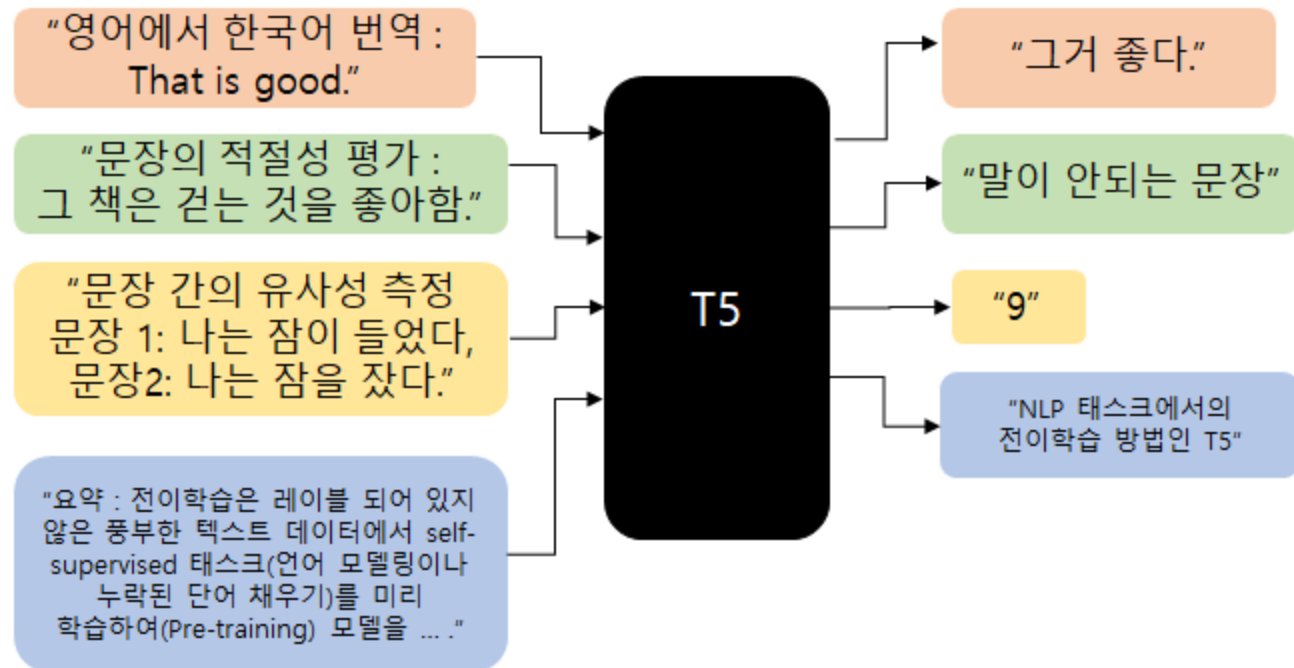 “영어에서 한국어 번역 :
That is good.”
“문장의 적절성 평가 :
그 책은 걷는 것을 좋아함.”
“문장 간의 유사성 측정
문장 1: 나는 잠이 들었다,
문장2: 나는 잠을 잤다.”
“요약 : 전이학습은 레이블 되어 있지
않은 풍부한 텍스트 데이터에서 self-
supervised 태스크(언어 모델링이나
누락된 단어 채우기)를 미리
학습하여(Pre-training) 모델을 ... .”
T5
“그거 좋다.”
“말이 안되는 문장”
“9”
“NLP 태스크에서의
전이학습 방법인 T5”